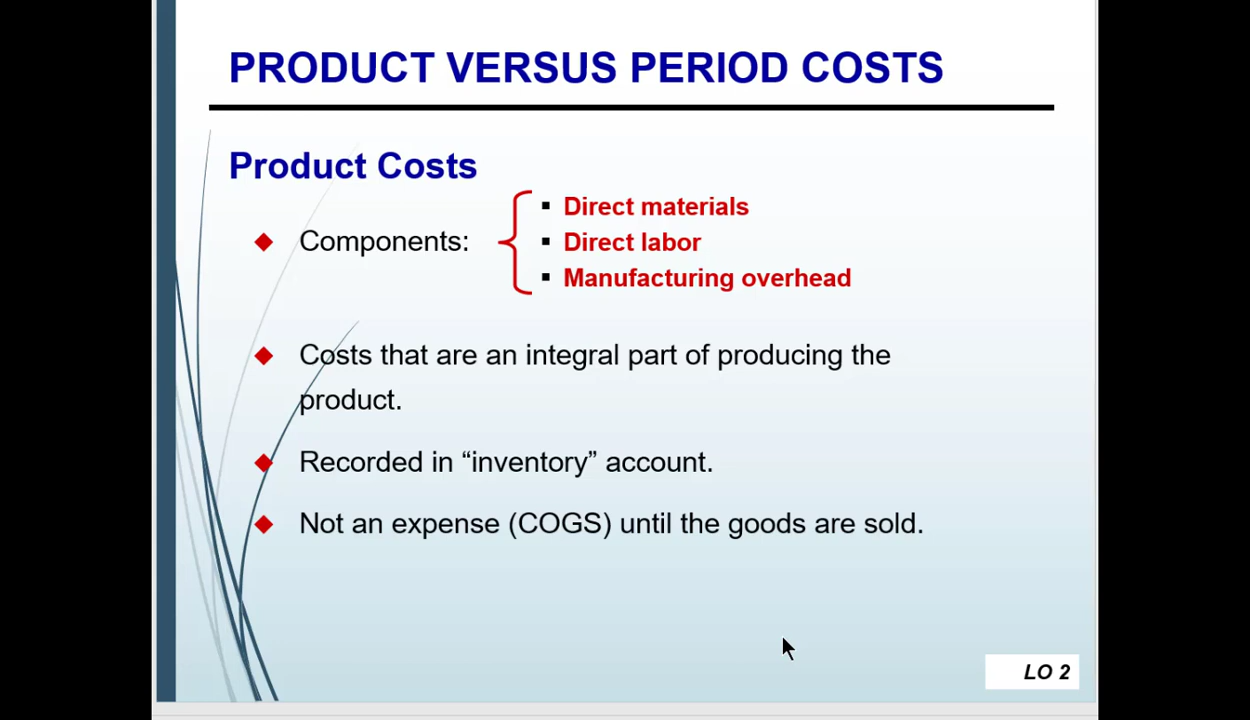 PRODUCT VERSUS PERIOD COSTS
Product Costs
Components:
Direct materials
Direct labor
Manufacturing overhead
Costs that are an integral part of producing the
product.
Recorded in “inventory” account.
Not an expense (COGS) until the goods are sold.
LO 2